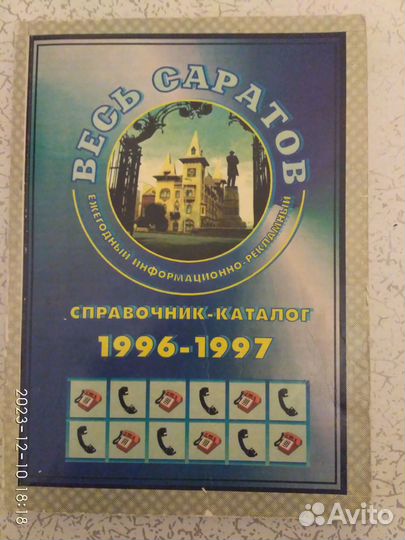 ВЕСЬ САРАТОВ
ЕЖЕГОДНЫЙ ИНФОРМАЦИОННО-РЕКЛАМНЫЙ
СПРАВОЧНИК-КАТАЛОГ
1996-1997
2023-12-10 18:18
Avito